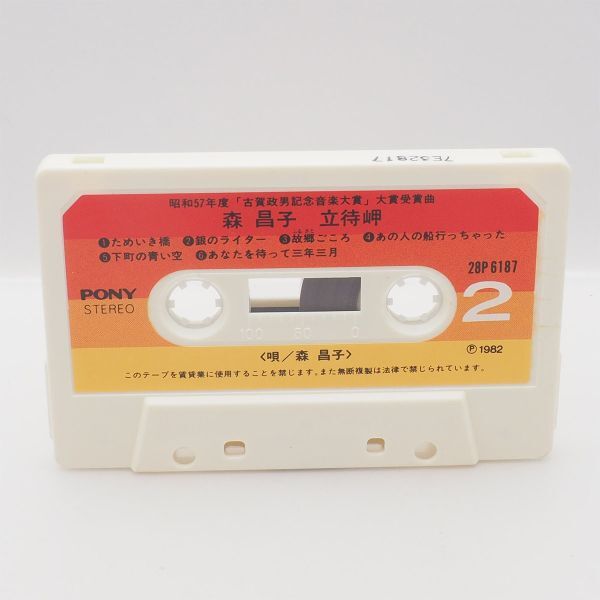 7E32817
昭和57年度「古賀政男記念音楽大賞」大賞受賞曲
森 昌子 立待岬
❶ためいき橋 ❷銀のライター ❸故郷ごころ ❹あの人の船行っちゃった
❺下町の青い空 ❻あなたを待って三年三月
28P6187
PONY
STEREO
2
100 50 0
〈唄/森 昌子〉
Ⓟ1982
このテープを賃貸業に使用することを禁じます。また無断複製は法律で禁じられています。